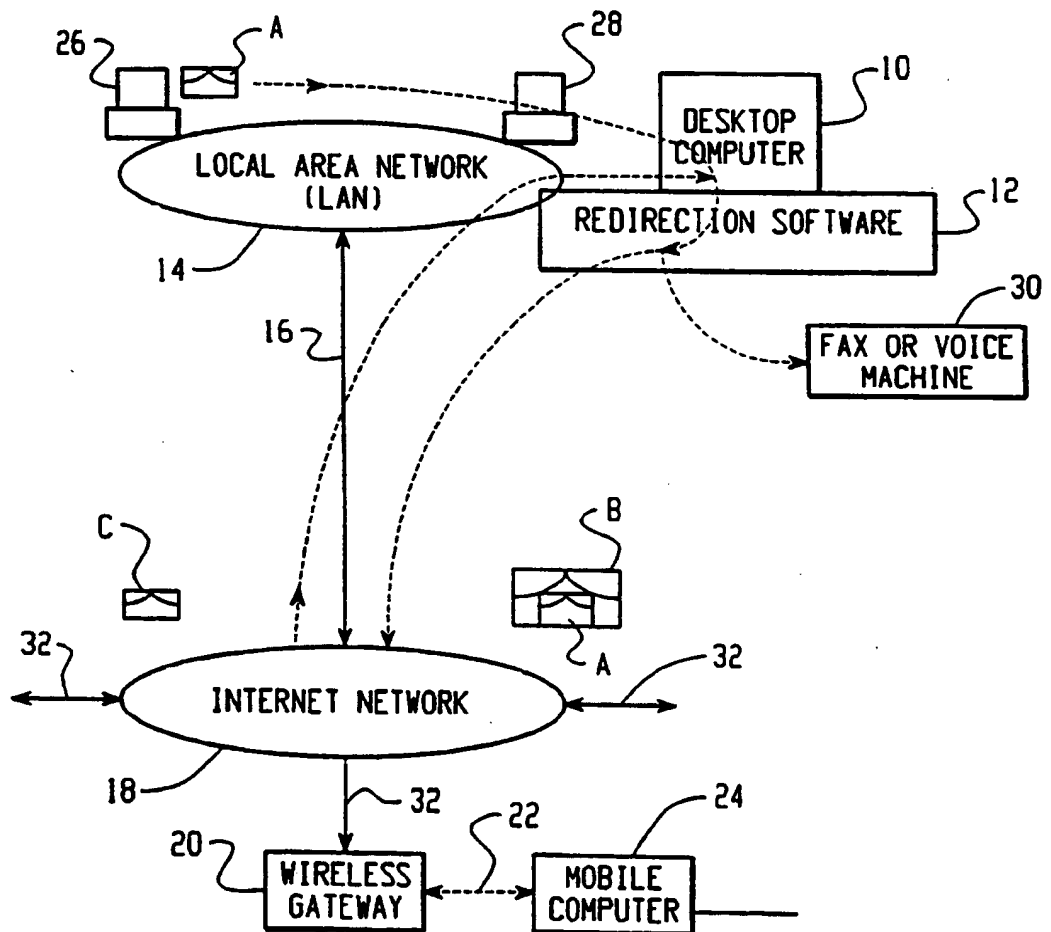 26
A
28
10
DESKTOP
COMPUTER
LOCAL AREA NETWORK
(LAN)
REDIRECTION SOFTWARE
12
14
16
30
FAX OR VOICE
MACHINE
C
B
A
32
32
INTERNET NETWORK
18
32
22
24
20
WIRELESS
GATEWAY
MOBILE
COMPUTER